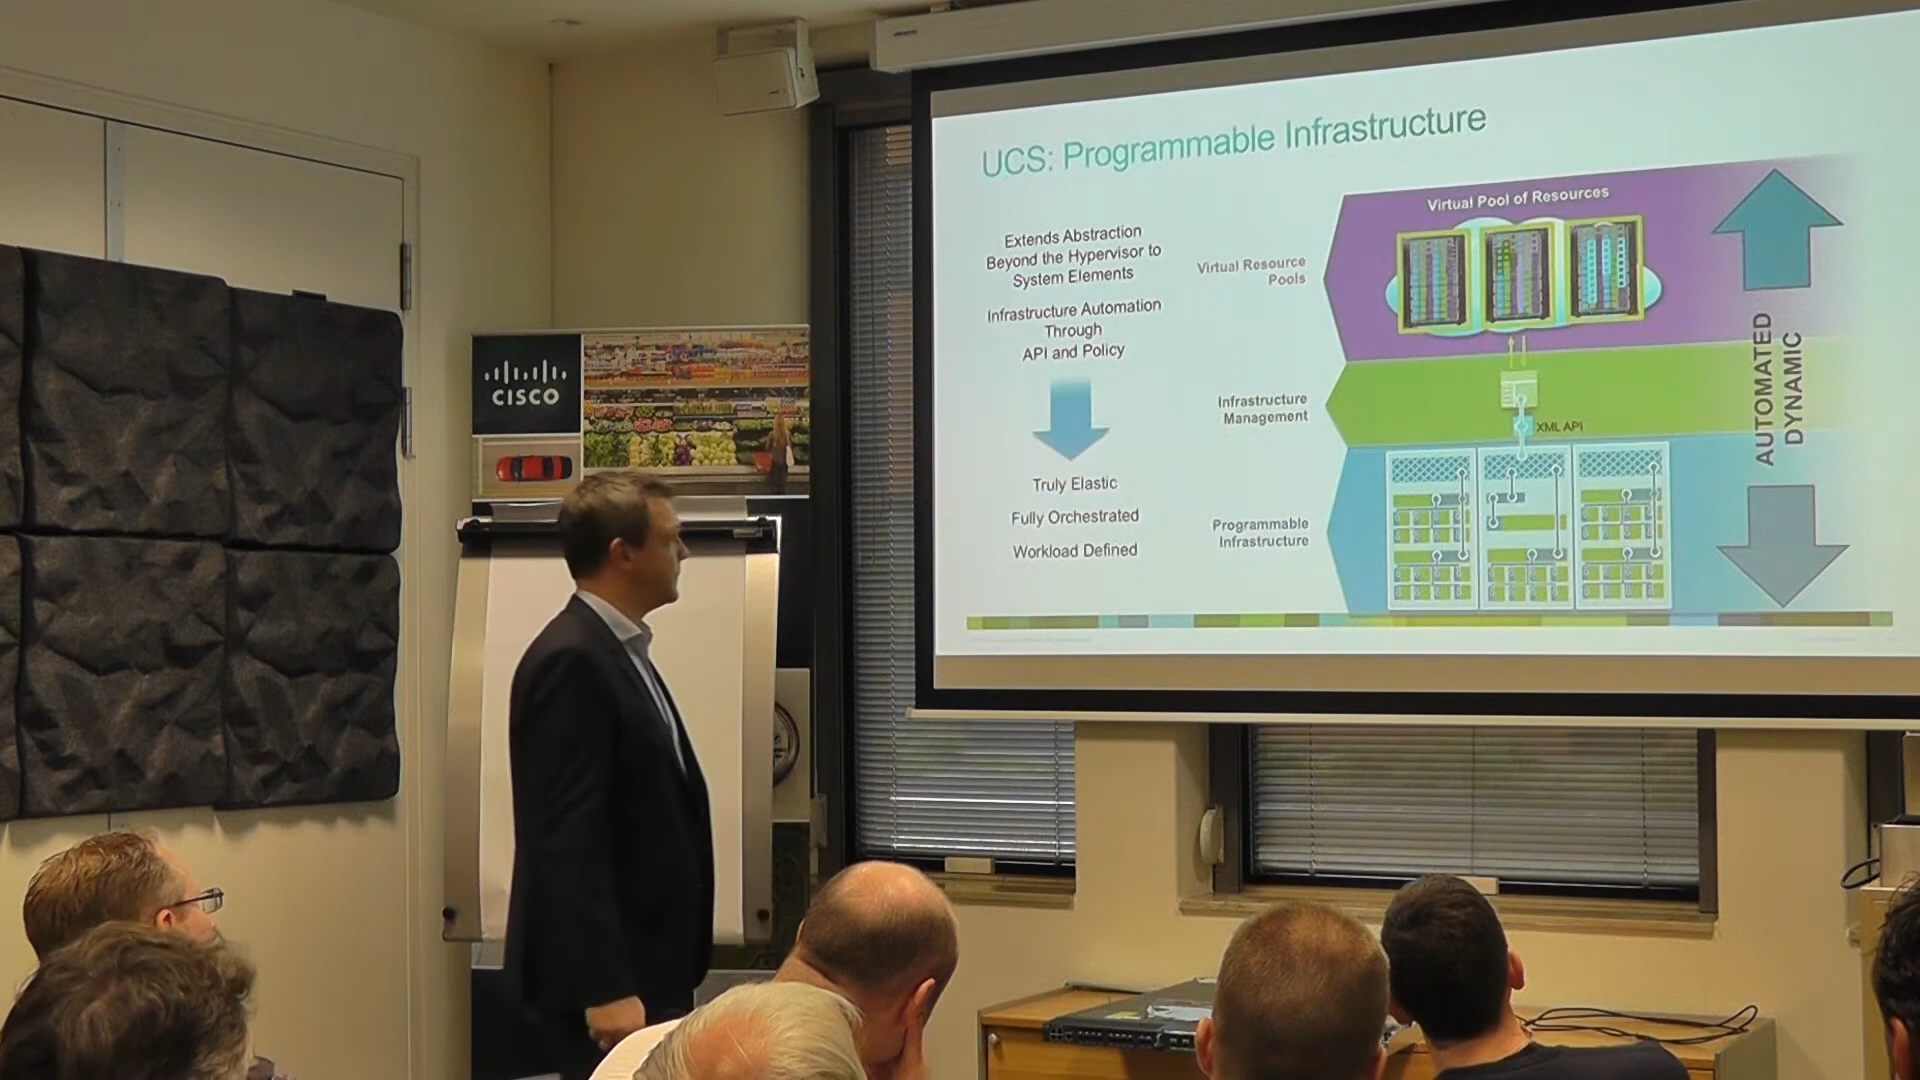 UCS: Programmable Infrastructure
Extends Abstraction
Beyond the Hypervisor to
System Elements
Infrastructure Automation
Through
API and Policy
Truly Elastic
Fully Orchestrated
Workload Defined
Virtual Resource
Pools
Infrastructure
Management
Programmable
Infrastructure
Virtual Pool of Resources
XML API
AUTOMATED
DYNAMIC
CISCO